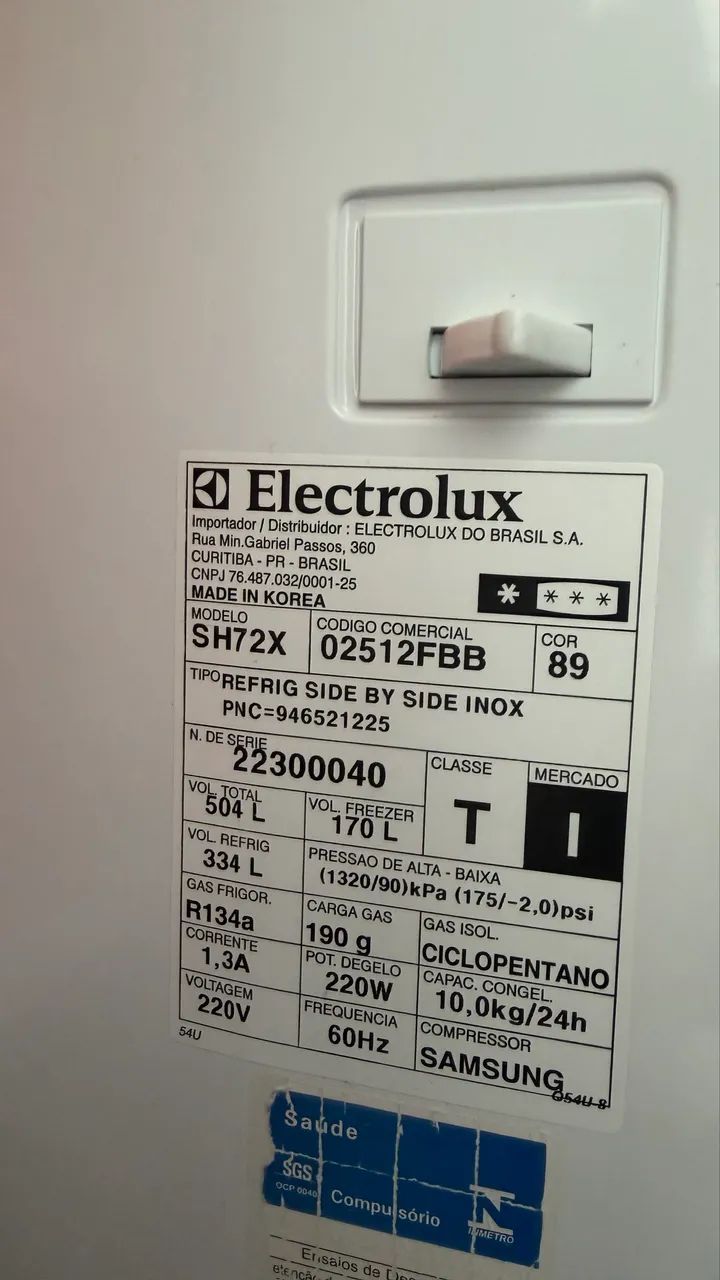 Electrolux
Importador / Distribuidor : ELECTROLUX DO BRASIL S.A.
Rua Min.Gabriel Passos, 360
CURITIBA - PR - BRASIL
CNPJ 76.487.032/0001-25
MADE IN KOREA
* ***
MODELO
SH72X
CODIGO COMERCIAL
02512FBB
COR
89
TIPO REFRIG SIDE BY SIDE INOX
PNC=946521225
N. DE SERIE
22300040
CLASSE
T
MERCADO
I
VOL. TOTAL
504 L
VOL. FREEZER
170 L
VOL. REFRIG
334 L
PRESSAO DE ALTA - BAIXA
(1320/90)kPa (175/-2,0)psi
GAS FRIGOR.
R134a
CARGA GAS
190 g
GAS ISOL.
CICLOPENTANO
CORRENTE
1,3A
POT. DEGELO
220W
CAPAC. CONGEL.
10,0kg/24h
VOLTAGEM
220V
FREQUENCIA
60Hz
COMPRESSOR
SAMSUNG
54U
Q54U-8
Saúde
SGS
OCP 0040
Compulsório
INMETRO
Ensaios de